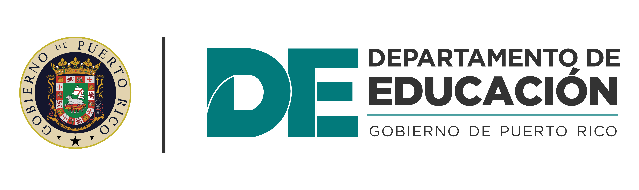 GOBIERNO DE PUERTO RICO
DE
DEPARTAMENTO DE
EDUCACIÓN
GOBIERNO DE PUERTO RICO